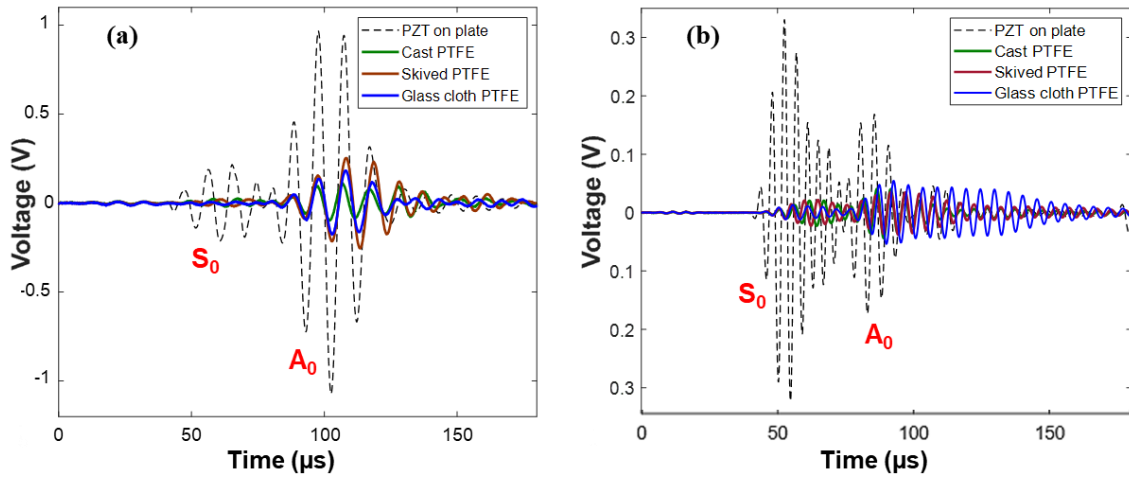 (a)
PZT on plate
Cast PTFE
Skived PTFE
Glass cloth PTFE
Voltage (V)
1
0.5
0
-0.5
-1
S0
A0
0
50
100
150
Time (µs)
(b)
PZT on plate
Cast PTFE
Skived PTFE
Glass cloth PTFE
Voltage (V)
0.3
0.2
0.1
0
0.1
0.2
0.3
S0
A0
0
50
100
150
Time (µs)